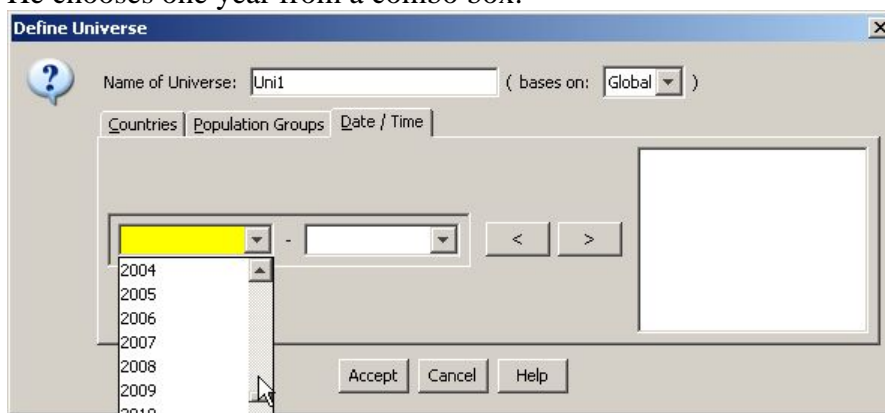 He chooses one year from a combo box.
Define Universe
Name of Universe: Uni1 ( bases on: Global )
Countries Population Groups Date / Time
-
< >
2004
2005
2006
2007
2008
2009
2010
Accept Cancel Help